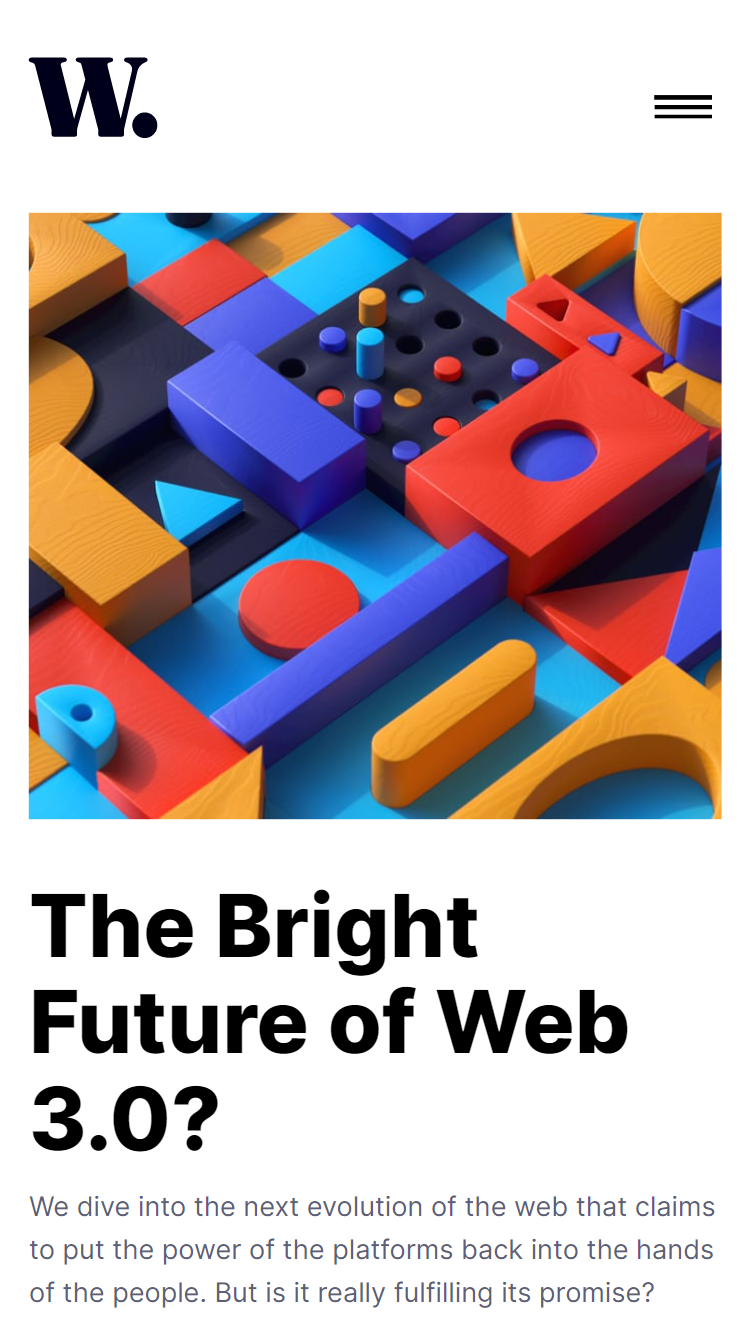 W.
The Bright
Future of Web
3.0?
We dive into the next evolution of the web that claims
to put the power of the platforms back into the hands
of the people. But is it really fulfilling its promise?